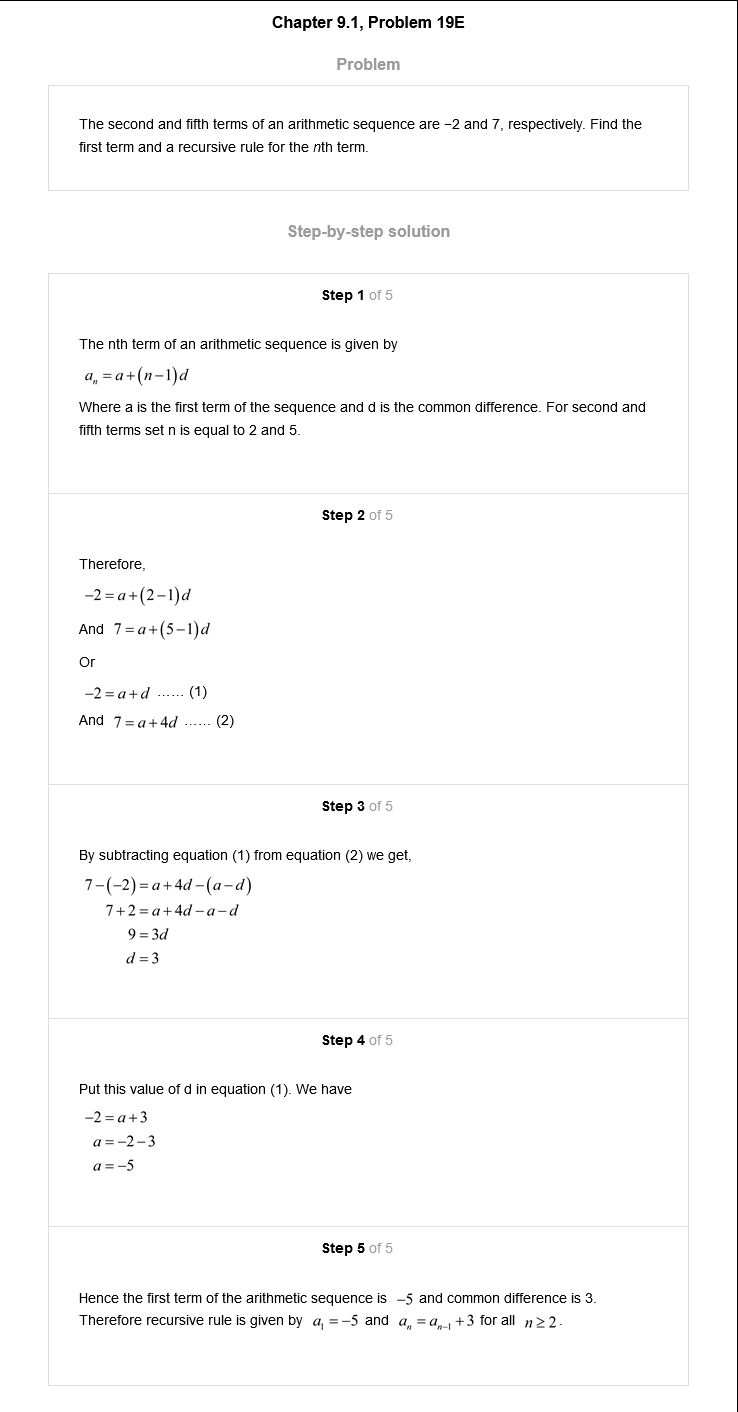 Chapter 9.1, Problem 19E
Problem
The second and fifth terms of an arithmetic sequence are −2 and 7, respectively. Find the
first term and a recursive rule for the nth term.
Step-by-step solution
Step 1 of 5
The nth term of an arithmetic sequence is given by
aₙ = a+(n−1)d
Where a is the first term of the sequence and d is the common difference. For second and
fifth terms set n is equal to 2 and 5.
Step 2 of 5
Therefore,
−2 = a+(2−1)d
And 7 = a+(5−1)d
Or
−2 = a+d ...... (1)
And 7 = a+4d ...... (2)
Step 3 of 5
By subtracting equation (1) from equation (2) we get,
7−(−2) = a+4d−(a−d)
7+2 = a+4d−a−d
9 = 3d
d = 3
Step 4 of 5
Put this value of d in equation (1). We have
−2 = a+3
a = −2−3
a = −5
Step 5 of 5
Hence the first term of the arithmetic sequence is −5 and common difference is 3.
Therefore recursive rule is given by a₁ = −5 and aₙ = aₙ₋₁ +3 for all n ≥ 2.